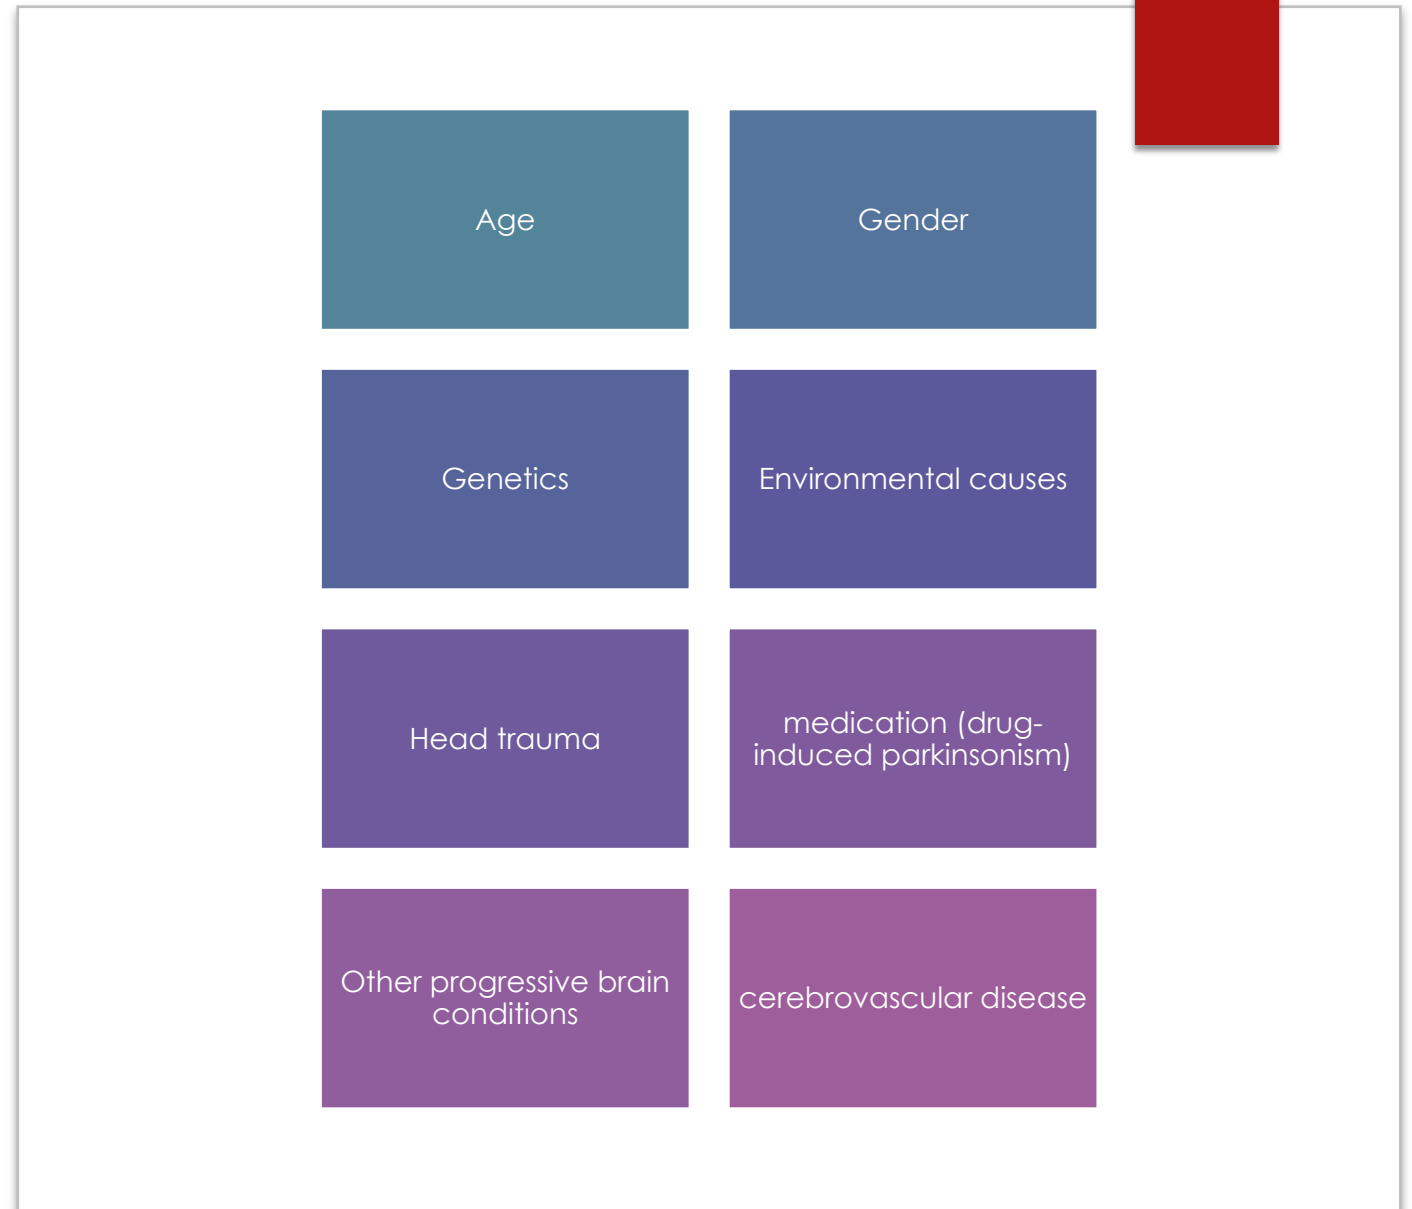 Age
Gender
Genetics
Environmental causes
Head trauma
medication (drug-
induced parkinsonism)
Other progressive brain
conditions
cerebrovascular disease